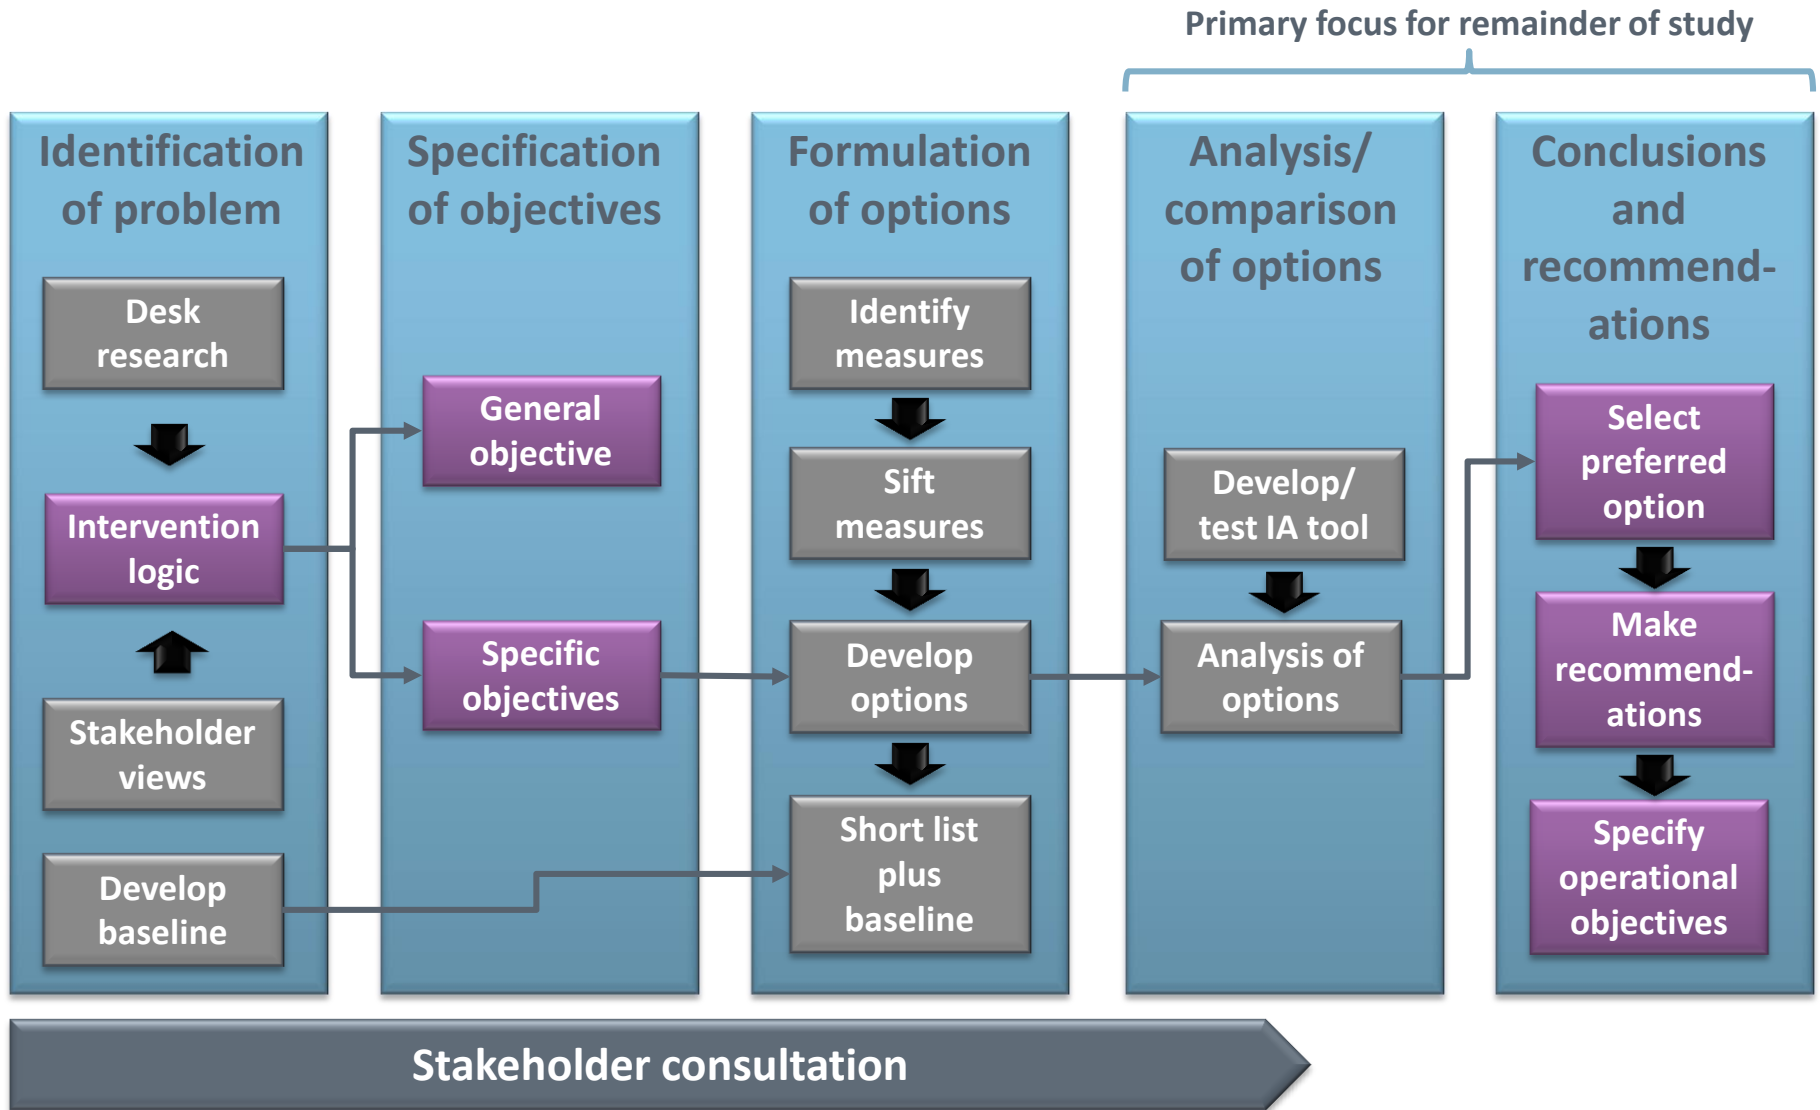 Primary focus for remainder of study
Identification
of problem
Desk
research
Intervention
logic
Stakeholder
views
Develop
baseline
Specification
of objectives
General
objective
Specific
objectives
Formulation
of options
Identify
measures
Sift
measures
Develop
options
Short list
plus
baseline
Analysis/
comparison
of options
Develop/
test IA tool
Analysis of
options
Conclusions
and
recommend-
ations
Select
preferred
option
Make
recommend-
ations
Specify
operational
objectives
Stakeholder consultation